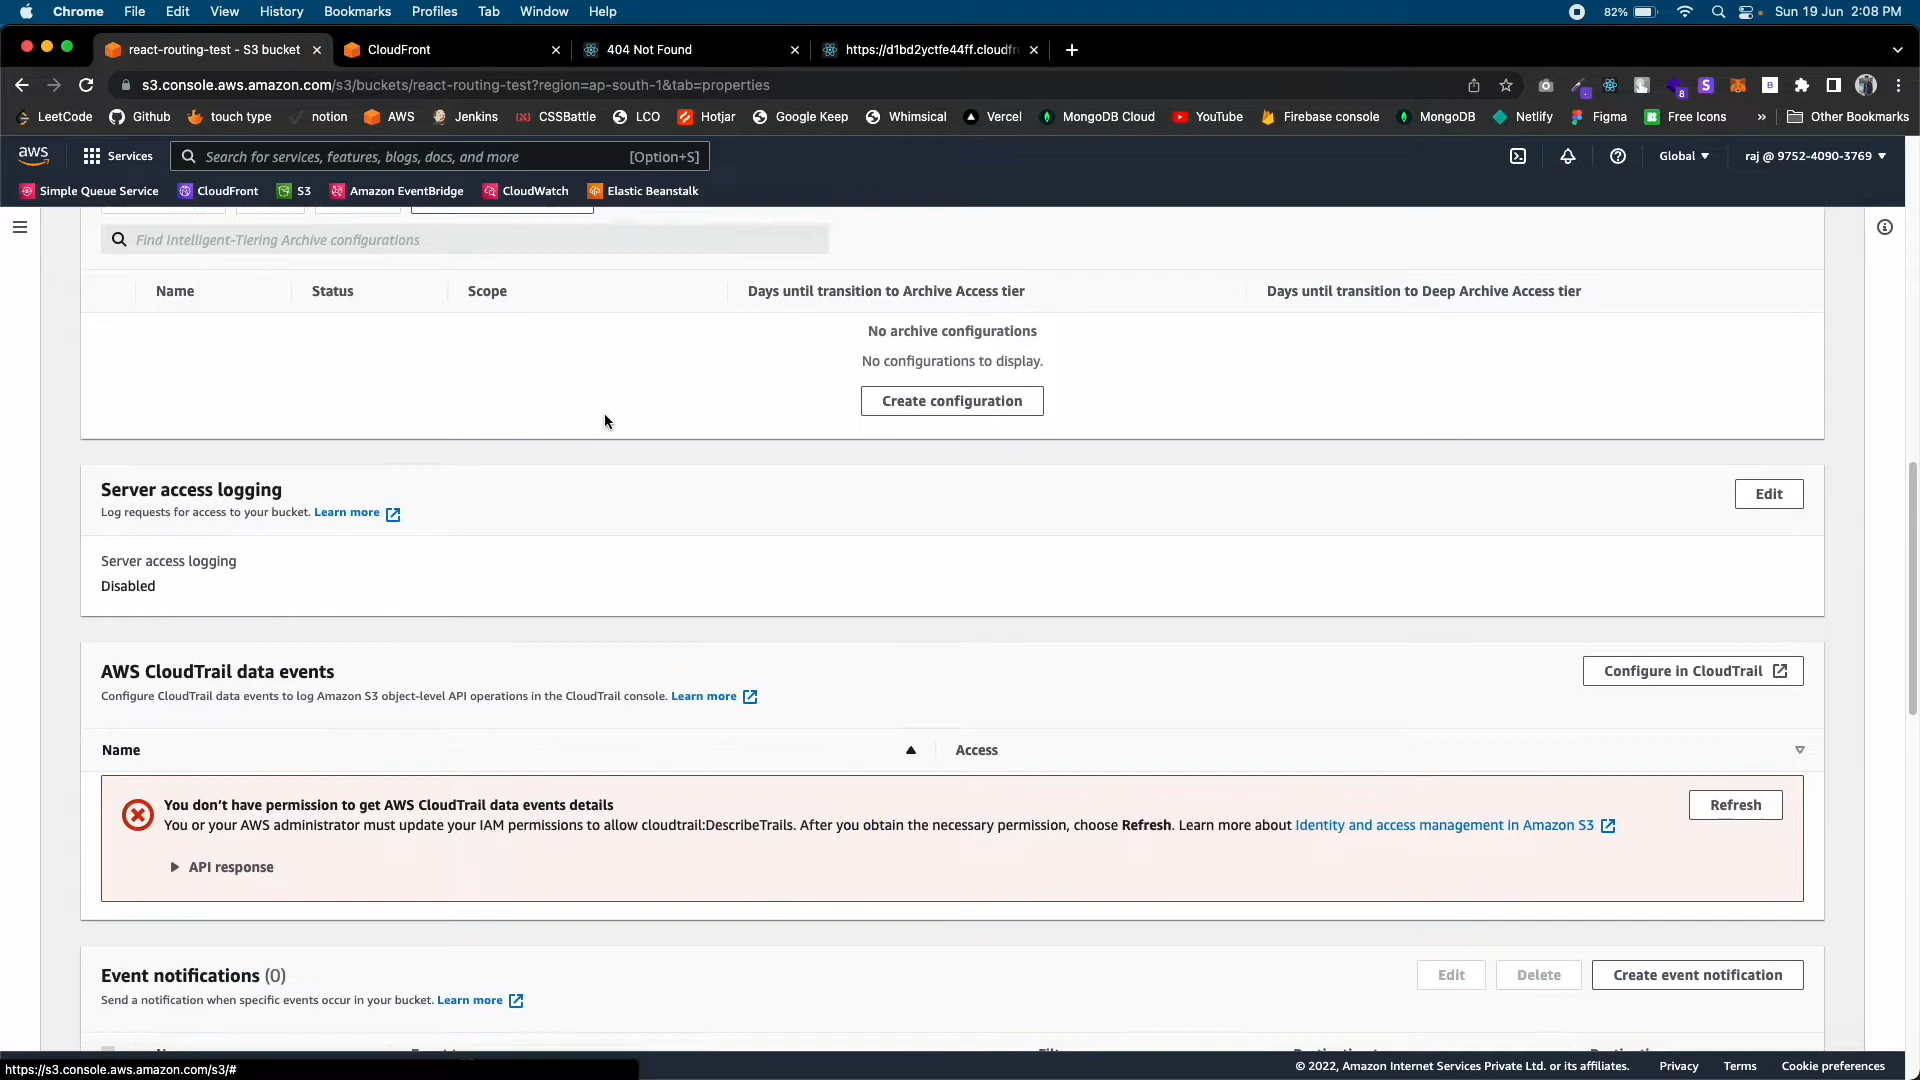 Chrome File Edit View History Bookmarks Profiles Tab Window Help 82% Sun 19 Jun 2:08 PM
react-routing-test - S3 bucket CloudFront 404 Not Found https://d1bd2yctfe44ff.cloudfr
s3.console.aws.amazon.com/s3/buckets/react-routing-test?region=ap-south-1&tab=properties
LeetCode Github touch type notion AWS Jenkins CSSBattle LCO Hotjar Google Keep Whimsical Vercel MongoDB Cloud YouTube Firebase console MongoDB Netlify Figma Free Icons » Other Bookmarks
aws Services Search for services, features, blogs, docs, and more [Option+S] Global raj @ 9752-4090-3769
Simple Queue Service CloudFront S3 Amazon EventBridge CloudWatch Elastic Beanstalk
Find Intelligent-Tiering Archive configurations
Name Status Scope Days until transition to Archive Access tier Days until transition to Deep Archive Access tier
No archive configurations
No configurations to display.
Create configuration
Server access logging Edit
Log requests for access to your bucket. Learn more
Server access logging
Disabled
AWS CloudTrail data events Configure in CloudTrail
Configure CloudTrail data events to log Amazon S3 object-level API operations in the CloudTrail console. Learn more
Name Access
You don't have permission to get AWS CloudTrail data events details Refresh
You or your AWS administrator must update your IAM permissions to allow cloudtrail:DescribeTrails. After you obtain the necessary permission, choose Refresh. Learn more about Identity and access management in Amazon S3
API response
Event notifications (0) Edit Delete Create event notification
Send a notification when specific events occur in your bucket. Learn more
https://s3.console.aws.amazon.com/s3/# © 2022, Amazon Internet Services Private Ltd. or its affiliates. Privacy Terms Cookie preferences